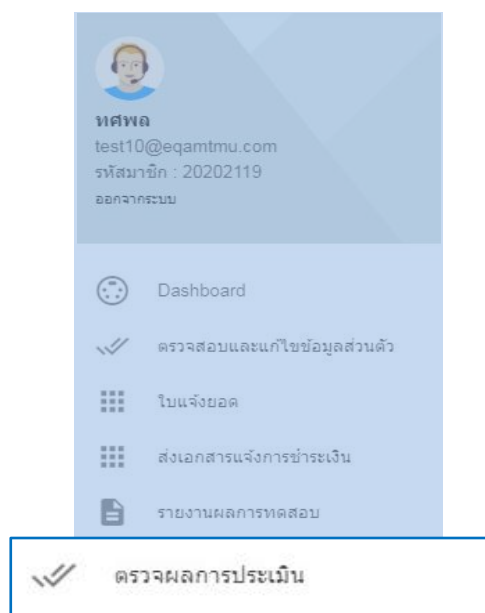 ทศพล
test10@eqamtmu.com
รหัสมาชิก : 20202119
ออกจากระบบ
Dashboard
ตรวจสอบและแก้ไขข้อมูลส่วนตัว
ใบแจ้งยอด
ส่งเอกสารแจ้งการชำระเงิน
รายงานผลการทดสอบ
ตรวจผลการประเมิน